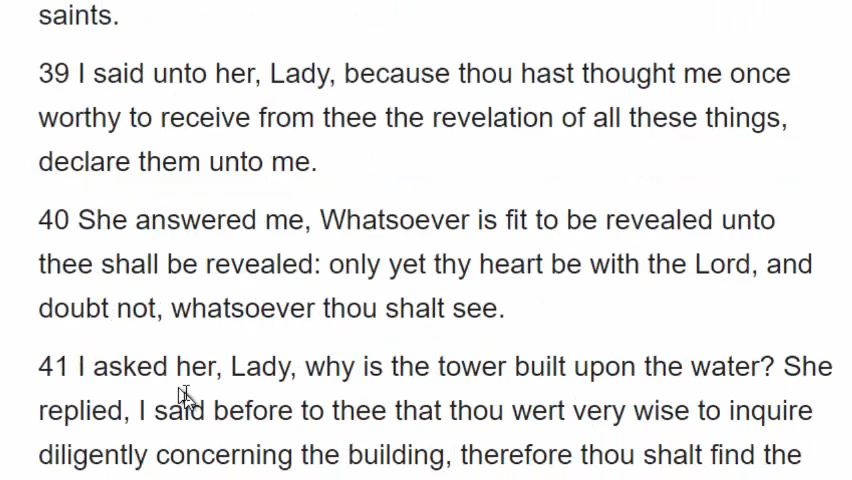 saints.
39 I said unto her, Lady, because thou hast thought me once
worthy to receive from thee the revelation of all these things,
declare them unto me.
40 She answered me, Whatsoever is fit to be revealed unto
thee shall be revealed: only yet thy heart be with the Lord, and
doubt not, whatsoever thou shalt see.
41 I asked her, Lady, why is the tower built upon the water? She
replied, I said before to thee that thou wert very wise to inquire
diligently concerning the building, therefore thou shalt find the